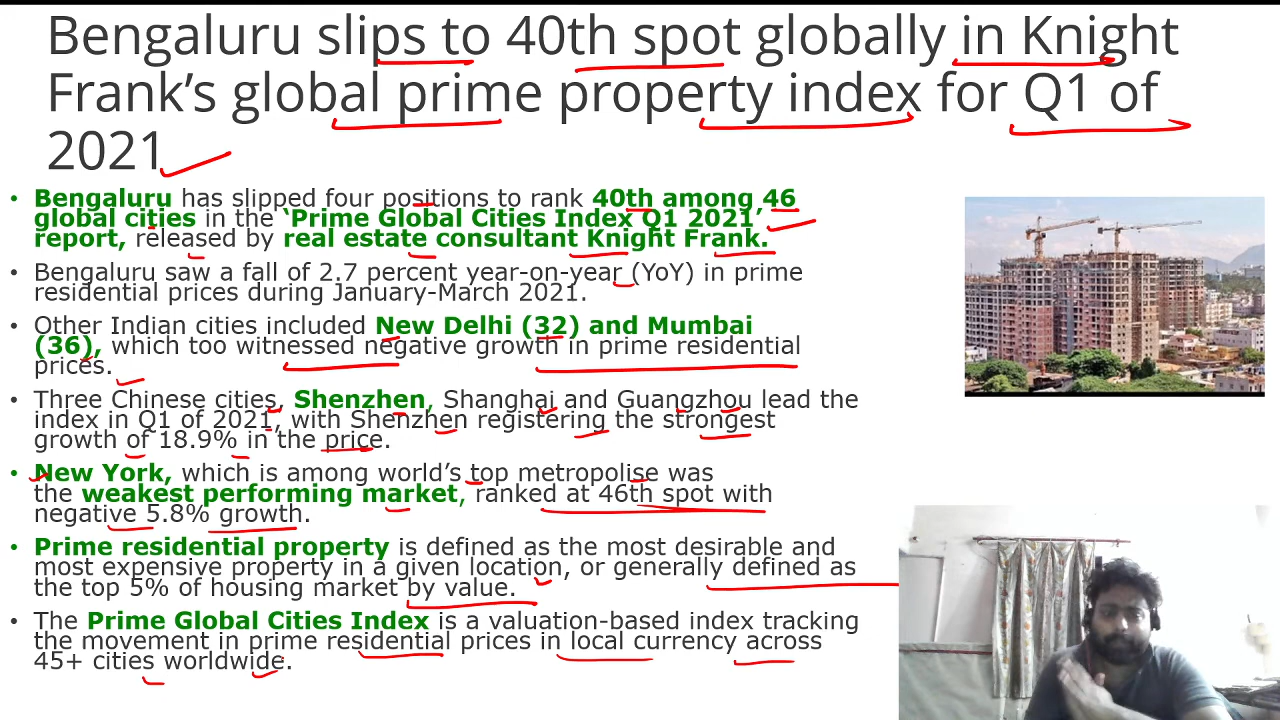 Bengaluru slips to 40th spot globally in Knight
Frank’s global prime property index for Q1 of
2021
• Bengaluru has slipped four positions to rank 40th among 46
global cities in the ‘Prime Global Cities Index Q1 2021’
report, released by real estate consultant Knight Frank.
• Bengaluru saw a fall of 2.7 percent year-on-year (YoY) in prime
residential prices during January-March 2021.
• Other Indian cities included New Delhi (32) and Mumbai
(36), which too witnessed negative growth in prime residential
prices.
• Three Chinese cities, Shenzhen, Shanghai and Guangzhou lead the
index in Q1 of 2021, with Shenzhen registering the strongest
growth of 18.9% in the price.
• New York, which is among world’s top metropolise was
the weakest performing market, ranked at 46th spot with
negative 5.8% growth.
• Prime residential property is defined as the most desirable and
most expensive property in a given location, or generally defined as
the top 5% of housing market by value.
• The Prime Global Cities Index is a valuation-based index tracking
the movement in prime residential prices in local currency across
45+ cities worldwide.